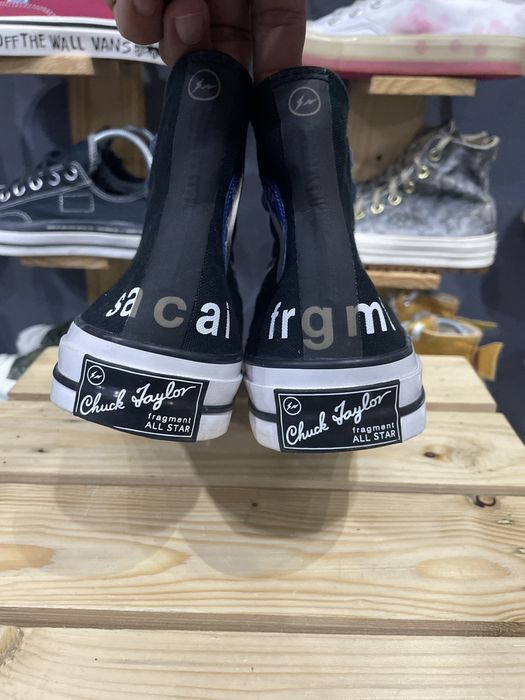 OFF THE WALL VANS
sacai
frgmt
Chuck Taylor
fragment
ALL STAR
Chuck Taylor
fragment
ALL STAR